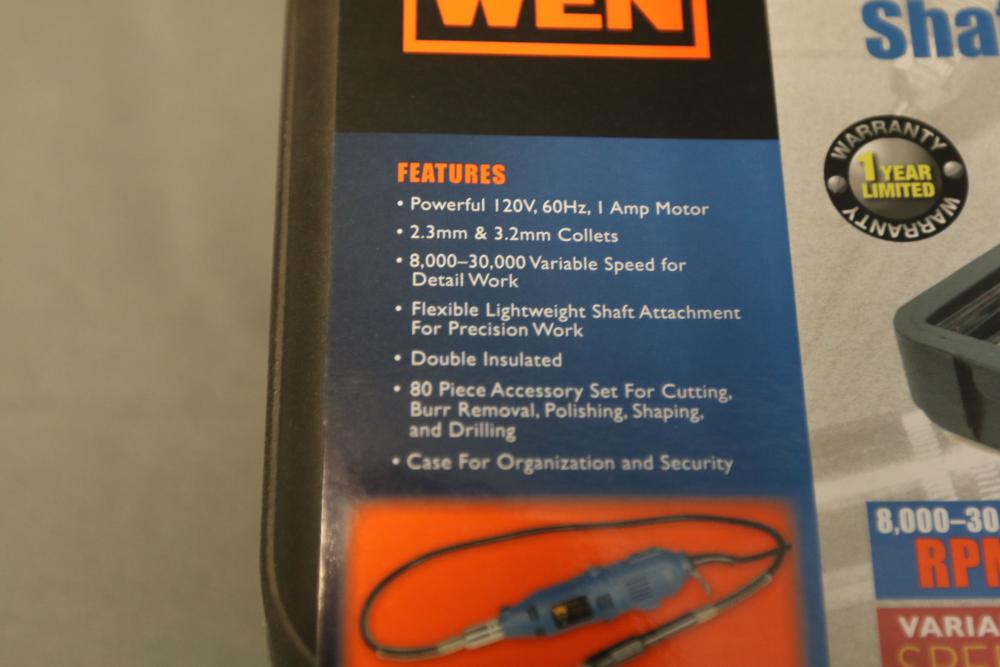 WEN
FEATURES
• Powerful 120V, 60Hz, 1 Amp Motor
• 2.3mm & 3.2mm Collets
• 8,000–30,000 Variable Speed for
Detail Work
• Flexible Lightweight Shaft Attachment
For Precision Work
• Double Insulated
• 80 Piece Accessory Set For Cutting,
Burr Removal, Polishing, Shaping,
and Drilling
• Case For Organization and Security
Sha
WARRANTY
1 YEAR
LIMITED
WARRANTY
8,000–30
RPM
VARIA
SPE